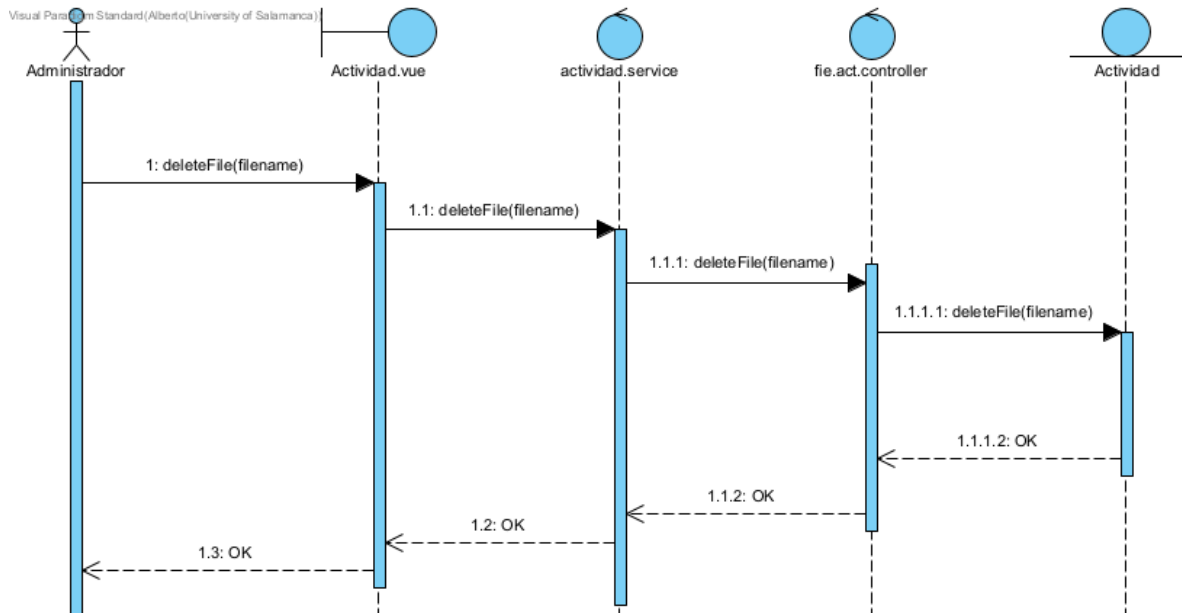 Visual Paradigm Standard(Alberto(University of Salamanca))
Administrador
Actividad.vue
actividad.service
fie.act.controller
Actividad
1: deleteFile(filename)
1.1: deleteFile(filename)
1.1.1: deleteFile(filename)
1.1.1.1: deleteFile(filename)
1.1.1.2: OK
1.1.2: OK
1.2: OK
1.3: OK